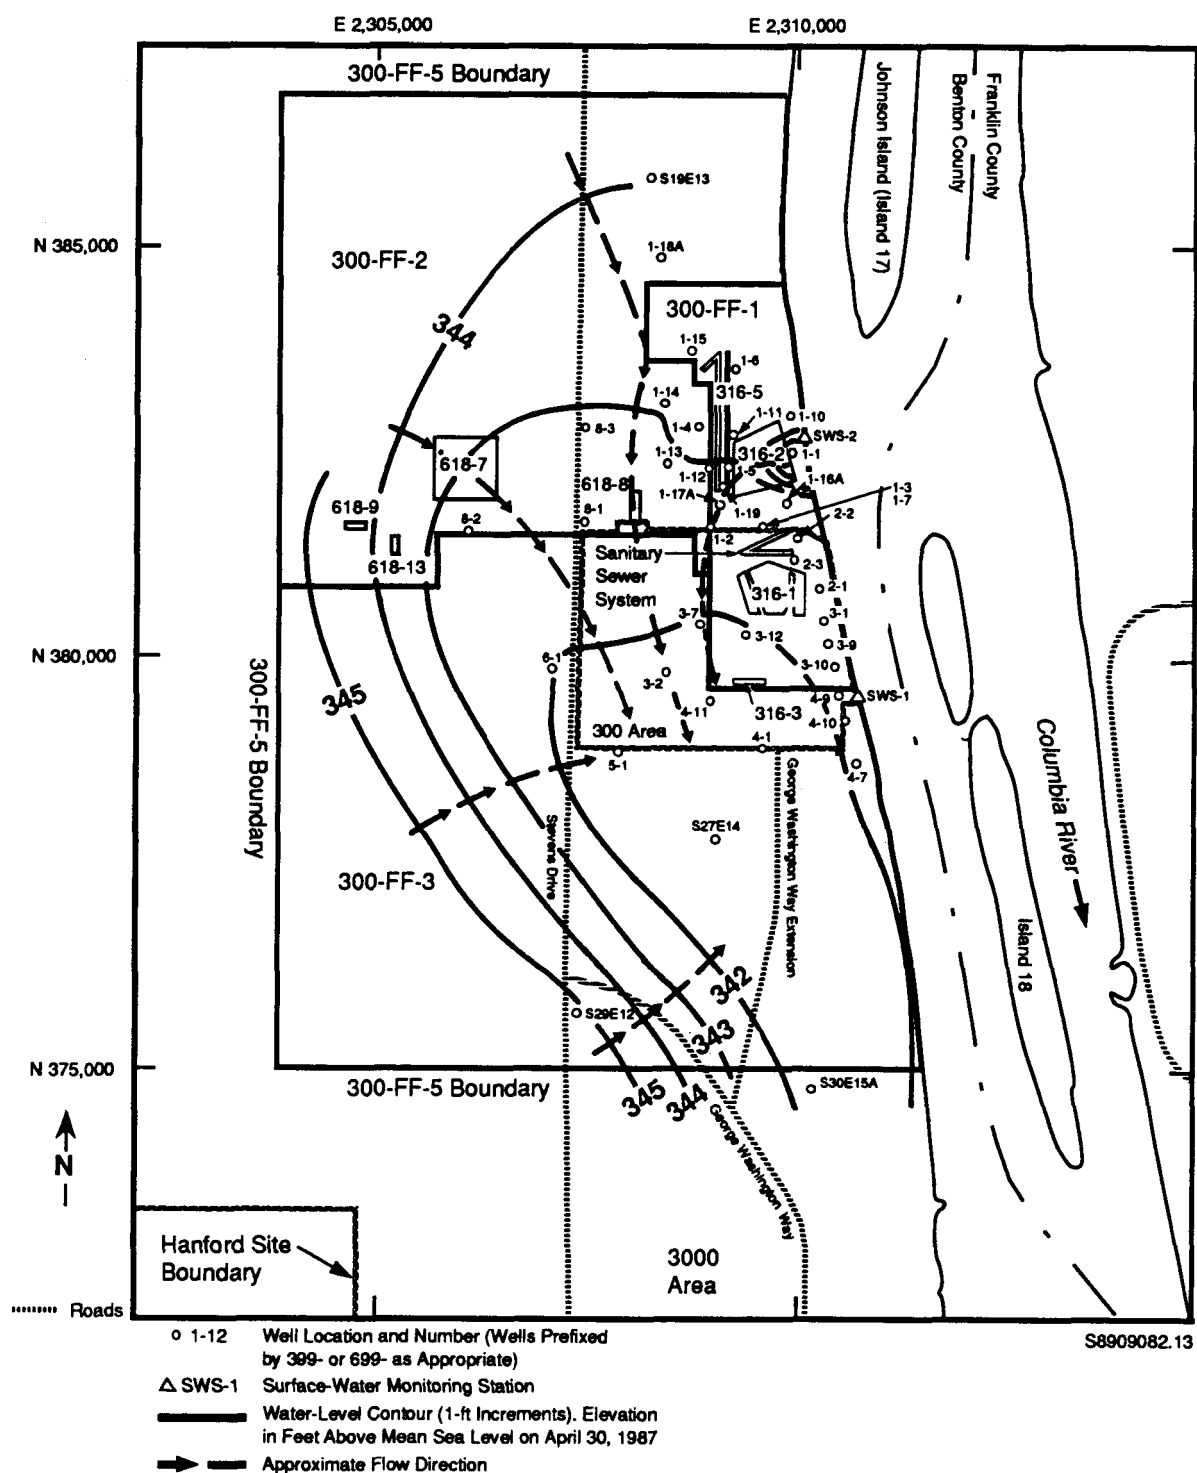 E 2,305,000
E 2,310,000
300-FF-5 Boundary
Johnson Island (Island 17)
Franklin County
Benton County
S19E13
N 385,000
1-18A
300-FF-2
300-FF-1
344
1-15
1-6
316-5
1-14
1-11
1-10
8-3
1-4
SWS-2
316-2
1-1
618-7
1-13
1-12
1-5
1-16A
618-8
1-17A
1-3
1-7
618-9
8-1
1-19
2-2
8-2
1-2
Sanitary
Sewer
System
618-13
2-3
316-1
2-1
3-7
3-1
3-12
N 380,000
6-1
3-9
3-10
3-2
345
4-9
SWS-1
4-11
316-3
300 Area
4-10
4-1
5-1
4-7
300-FF-5 Boundary
Columbia River
S27E14
Stevens Drive
George Washington Way Extension
300-FF-3
Island 18
342
S29E12
343
N 375,000
300-FF-5 Boundary
S30E15A
345
344
George Washington Way
N
Hanford Site
Boundary
3000
Area
Roads
1-12 Well Location and Number (Wells Prefixed
by 399- or 699- as Appropriate)
S8909082.13
SWS-1 Surface-Water Monitoring Station
Water-Level Contour (1-ft Increments). Elevation
in Feet Above Mean Sea Level on April 30, 1987
Approximate Flow Direction